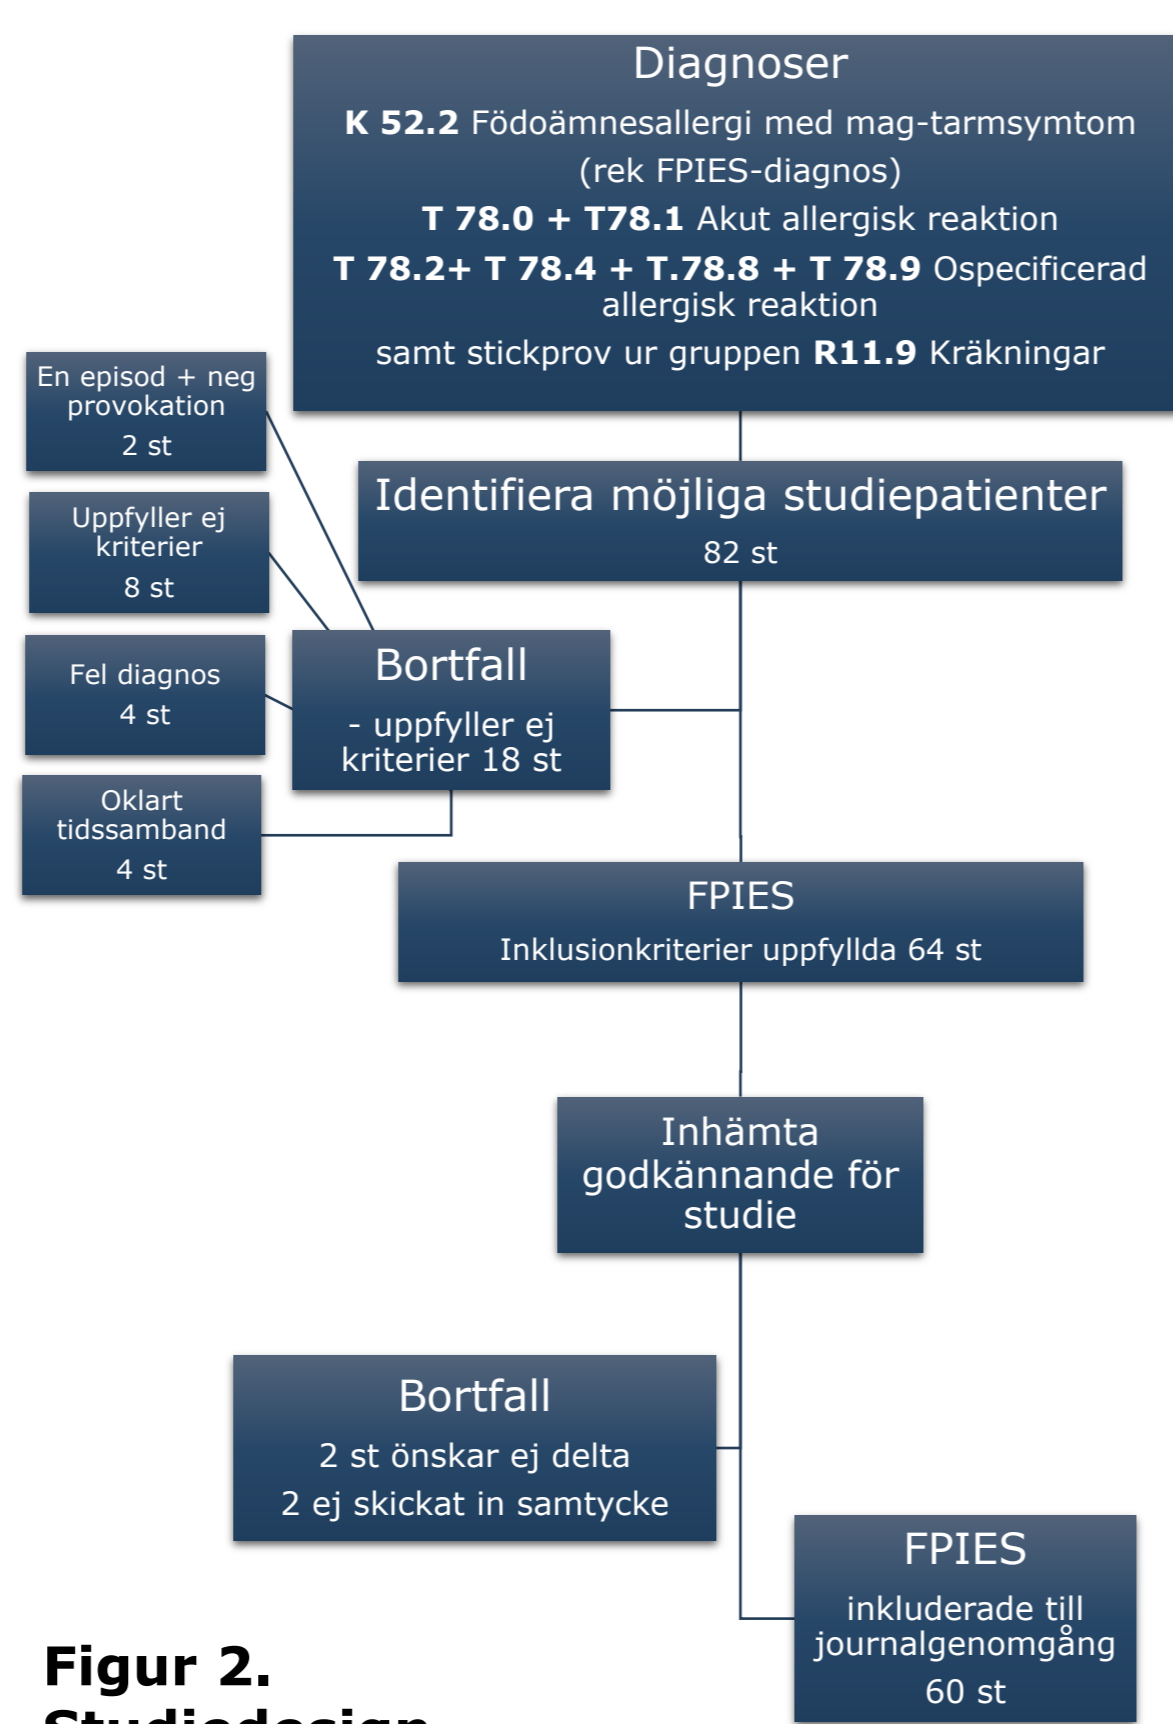 Diagnoser
K 52.2 Födoämnesallergi med mag-tarmsymtom
(rek FPIES-diagnos)
T 78.0 + T78.1 Akut allergisk reaktion
T 78.2+ T 78.4 + T.78.8 + T 78.9 Ospecificerad
allergisk reaktion
samt stickprov ur gruppen R11.9 Kräkningar
En episod + neg
provokation
2 st
Identifiera möjliga studiepatienter
82 st
Uppfyller ej
kriterier
8 st
Fel diagnos
4 st
Bortfall
- uppfyller ej
kriterier 18 st
Oklart
tidssamband
4 st
FPIES
Inklusionkriterier uppfyllda 64 st
Inhämta
godkännande för
studie
Bortfall
2 st önskar ej delta
2 ej skickat in samtycke
FPIES
inkluderade till
journalgenomgång
60 st
Figur 2.
Studiedesign